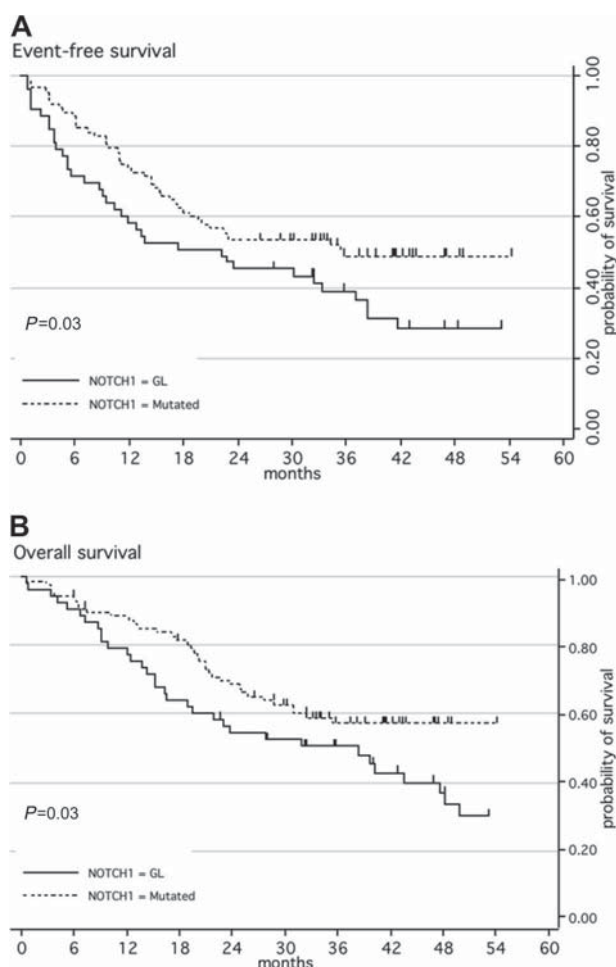 A
Event-free survival
1.00
0.80
0.60
0.40
0.20
0.00
probability of survival
P=0.03
NOTCH1 = GL
NOTCH1 = Mutated
0 6 12 18 24 30 36 42 48 54 60
months
B
Overall survival
1.00
0.80
0.60
0.40
0.20
0.00
probability of survival
P=0.03
NOTCH1 = GL
NOTCH1 = Mutated
0 6 12 18 24 30 36 42 48 54 60
months